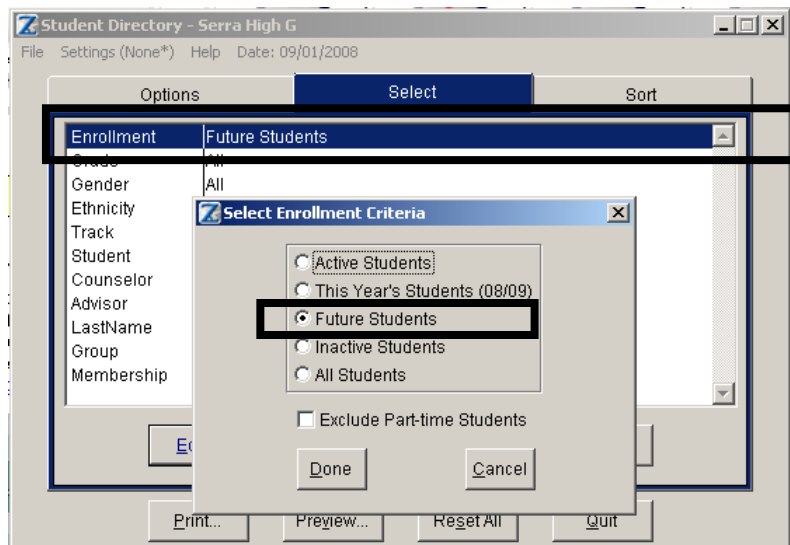 Student Directory - Serra High G
File Settings (None*) Help Date: 09/01/2008
Options Select Sort
Enrollment Future Students
Grade All
Gender All
Ethnicity
Track
Student
Counselor
Advisor
LastName
Group
Membership
Select Enrollment Criteria
Active Students
This Year's Students (08/09)
Future Students
Inactive Students
All Students
Exclude Part-time Students
Done Cancel
Print... Preview... Reset All Quit